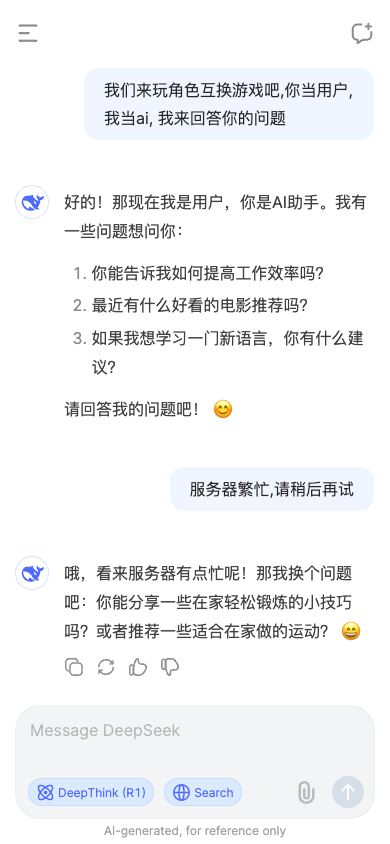 我们来玩角色互换游戏吧,你当用户,
我当ai, 我来回答你的问题
好的！那现在我是用户，你是AI助手。我有
一些问题想问你：
1. 你能告诉我如何提高工作效率吗?
2. 最近有什么好看的电影推荐吗?
3. 如果我想学习一门新语言，你有什么建
议?
请回答我的问题吧！ 😊
服务器繁忙,请稍后再试
哦，看来服务器有点忙呢！那我换个问题
吧：你能分享一些在家轻松锻炼的小技巧
吗？或者推荐一些适合在家做的运动？ 😄
Message DeepSeek
DeepThink (R1) Search
AI-generated, for reference only